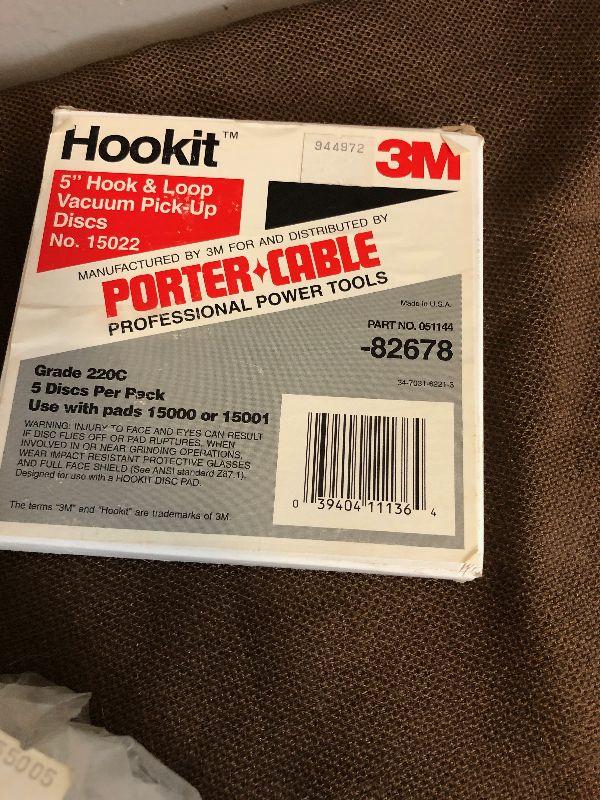 Hookit™
944972
3M
5" Hook & Loop
Vacuum Pick-Up
Discs
No. 15022
MANUFACTURED BY 3M FOR AND DISTRIBUTED BY
PORTER+CABLE
PROFESSIONAL POWER TOOLS
Made in U.S.A.
PART NO. 051144
-82678
34-7031-6221-3
Grade 220C
5 Discs Per Pack
Use with pads 15000 or 15001
WARNING: INJURY TO FACE AND EYES CAN RESULT
IF DISC FLIES OFF OR PAD RUPTURES. WHEN
INVOLVED IN OR NEAR GRINDING OPERATIONS,
WEAR IMPACT RESISTANT PROTECTIVE GLASSES
AND FULL FACE SHIELD (See ANSI standard Z87.1).
Designed for use with a HOOKIT DISC PAD.
The terms "3M" and "Hookit" are trademarks of 3M.
0 39404 11136 4
55005